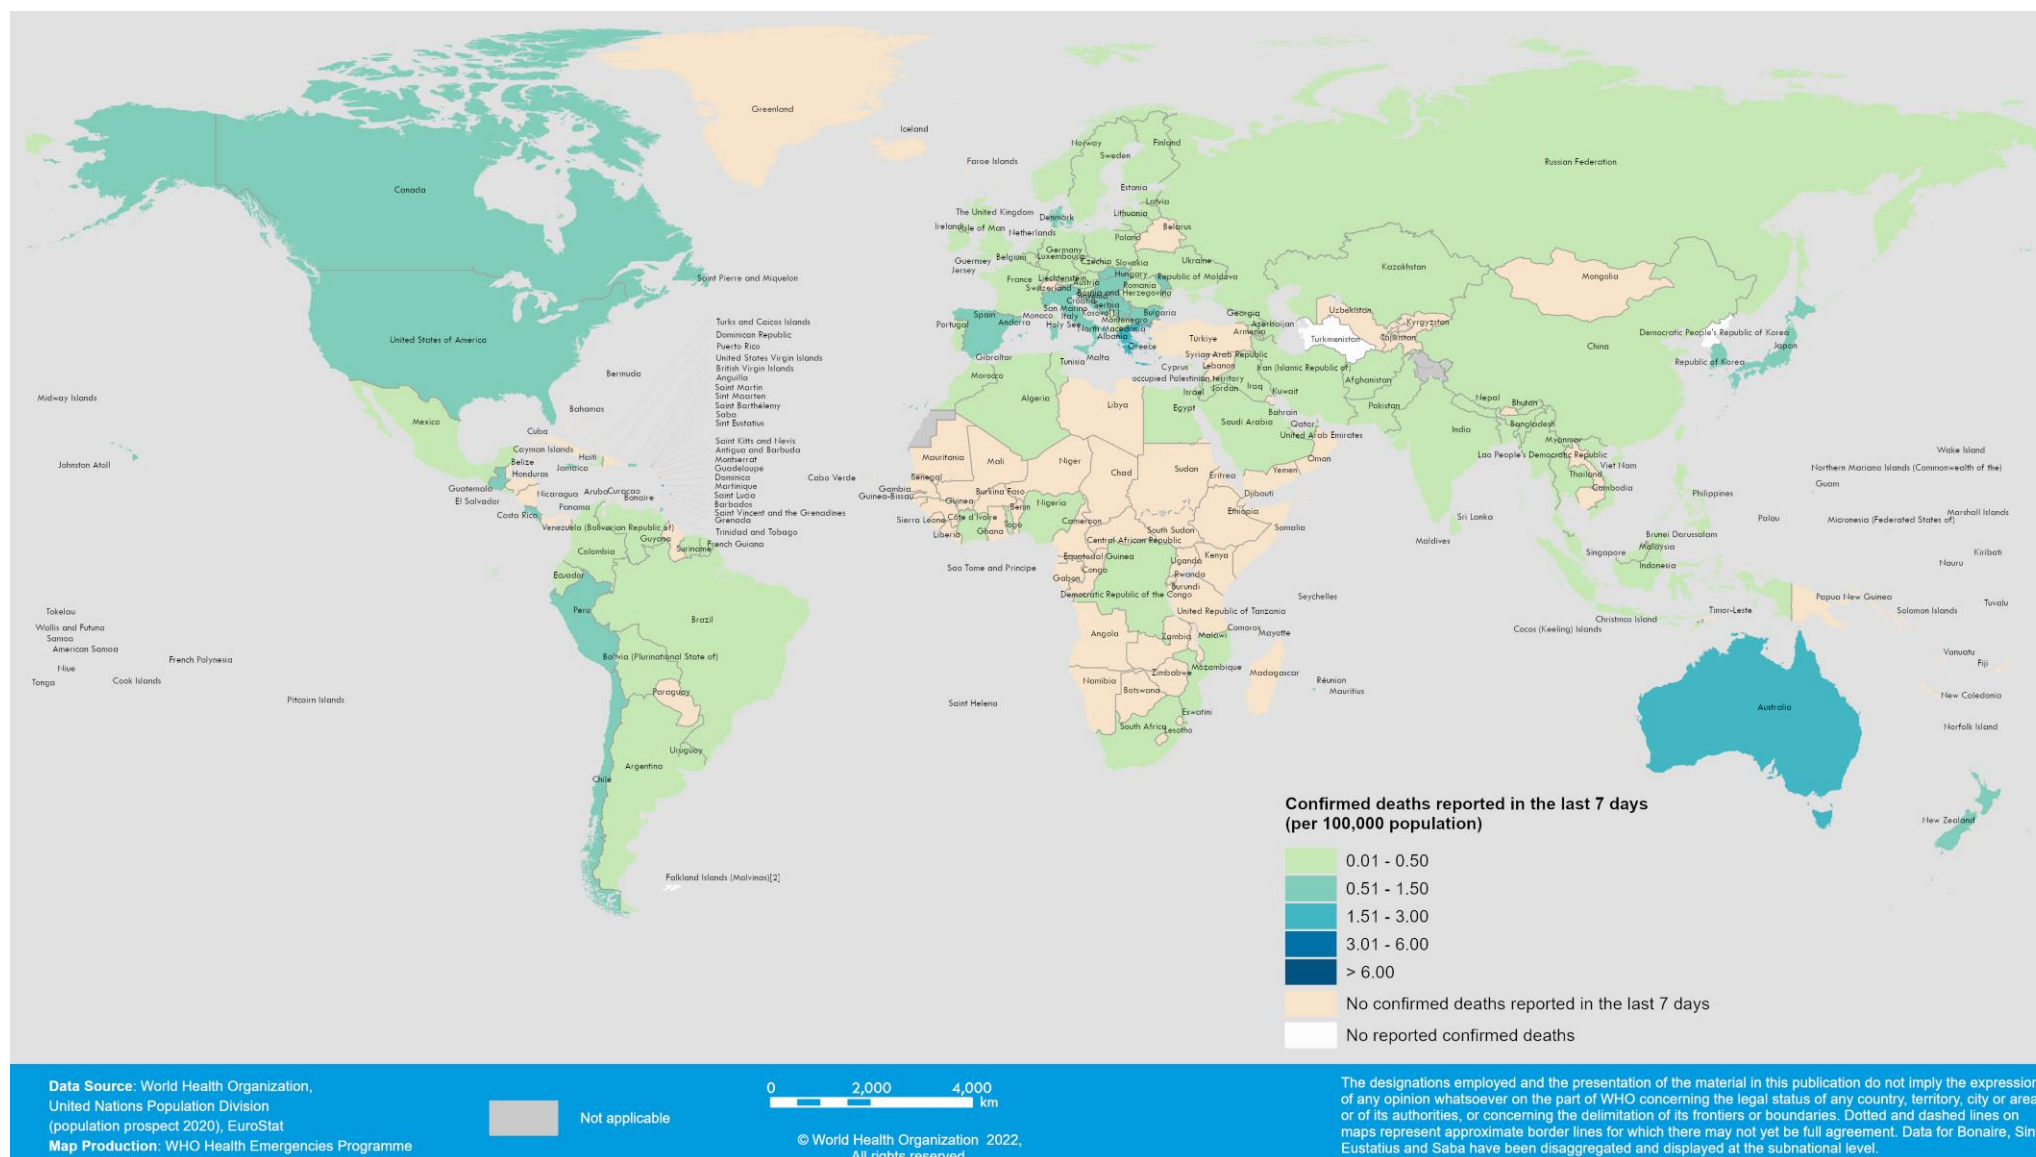 Greenland
Iceland
Faroe Islands
Norway
Sweden
Finland
Russian Federation
Canada
Estonia
Latvia
Lithuania
The United Kingdom
Denmark
Ireland
Isle of Man
Netherlands
Belarus
Poland
Germany
Guernsey
Jersey
Belgium
Luxembourg
Czechia
Slovakia
Ukraine
Kazakhstan
Mongolia
Saint Pierre and Miquelon
France
Liechtenstein
Switzerland
Austria
Hungary
Republic of Moldova
Romania
Bosnia and Herzegovina
Croatia
Serbia
San Marino
Monaco
Italy
Kosovo[1]
Bulgaria
Spain
Andorra
Holy See
Montenegro
Portugal
North Macedonia
Albania
Greece
Georgia
Azerbaijan
Armenia
Uzbekistan
Kyrgyzstan
Tajikistan
Turkmenistan
Türkiye
Democratic People's Republic of Korea
China
Japan
Republic of Korea
Turks and Caicos Islands
Dominican Republic
Puerto Rico
United States Virgin Islands
British Virgin Islands
Anguilla
Saint Martin
Sint Maarten
Saint Barthélemy
Saba
Sint Eustatius
United States of America
Bermuda
Gibraltar
Tunisia
Malta
Syrian Arab Republic
Cyprus
Lebanon
Iran (Islamic Republic of)
occupied Palestinian territory
Morocco
Israel
Jordan
Iraq
Kuwait
Afghanistan
Midway Islands
Bahamas
Mexico
Algeria
Libya
Egypt
Bahrain
Saudi Arabia
Qatar
United Arab Emirates
Pakistan
Nepal
Bhutan
India
Bangladesh
Myanmar
Cuba
Cayman Islands
Haiti
Belize
Jamaica
Honduras
Guatemala
El Salvador
Nicaragua
Aruba
Curacao
Bonaire
Panama
Costa Rica
Venezuela (Bolivarian Republic of)
Guyana
Suriname
French Guiana
Colombia
Saint Kitts and Nevis
Antigua and Barbuda
Montserrat
Guadeloupe
Dominica
Martinique
Saint Lucia
Barbados
Saint Vincent and the Grenadines
Grenada
Trinidad and Tobago
Cabo Verde
Mauritania
Mali
Niger
Chad
Sudan
Eritrea
Yemen
Oman
Senegal
Gambia
Guinea-Bissau
Guinea
Burkina Faso
Benin
Nigeria
Djibouti
Ethiopia
Somalia
Sierra Leone
Côte d'Ivoire
Liberia
Ghana
Togo
Cameroon
South Sudan
Central African Republic
Equatorial Guinea
Uganda
Kenya
Sao Tome and Principe
Gabon
Congo
Rwanda
Burundi
Democratic Republic of the Congo
United Republic of Tanzania
Seychelles
Lao People's Democratic Republic
Viet Nam
Thailand
Cambodia
Philippines
Sri Lanka
Maldives
Palau
Brunei Darussalam
Malaysia
Singapore
Indonesia
Johnston Atoll
Wake Island
Northern Mariana Islands (Commonwealth of the)
Guam
Marshall Islands
Micronesia (Federated States of)
Kiribati
Nauru
Tuvalu
Papua New Guinea
Solomon Islands
Timor-Leste
Christmas Island
Cocos (Keeling) Islands
Ecuador
Peru
Brazil
Bolivia (Plurinational State of)
Paraguay
Uruguay
Argentina
Chile
Tokelau
Wallis and Futuna
Samoa
American Samoa
Niue
Tonga
Cook Islands
French Polynesia
Pitcairn Islands
Angola
Zambia
Malawi
Comoros
Mayotte
Mozambique
Zimbabwe
Namibia
Botswana
Madagascar
Réunion
Mauritius
Saint Helena
Eswatini
South Africa
Lesotho
Australia
Vanuatu
Fiji
New Caledonia
Norfolk Island
New Zealand
Falkland Islands (Malvinas)[2]
Confirmed deaths reported in the last 7 days
(per 100,000 population)
0.01 - 0.50
0.51 - 1.50
1.51 - 3.00
3.01 - 6.00
> 6.00
No confirmed deaths reported in the last 7 days
No reported confirmed deaths
Data Source: World Health Organization,
United Nations Population Division
(population prospect 2020), EuroStat
Map Production: WHO Health Emergencies Programme
Not applicable
0 2,000 4,000
km
© World Health Organization 2022,
All rights reserved
The designations employed and the presentation of the material in this publication do not imply the expression
of any opinion whatsoever on the part of WHO concerning the legal status of any country, territory, city or area
or of its authorities, or concerning the delimitation of its frontiers or boundaries. Dotted and dashed lines on
maps represent approximate border lines for which there may not yet be full agreement. Data for Bonaire, Sin
Eustatius and Saba have been disaggregated and displayed at the subnational level.